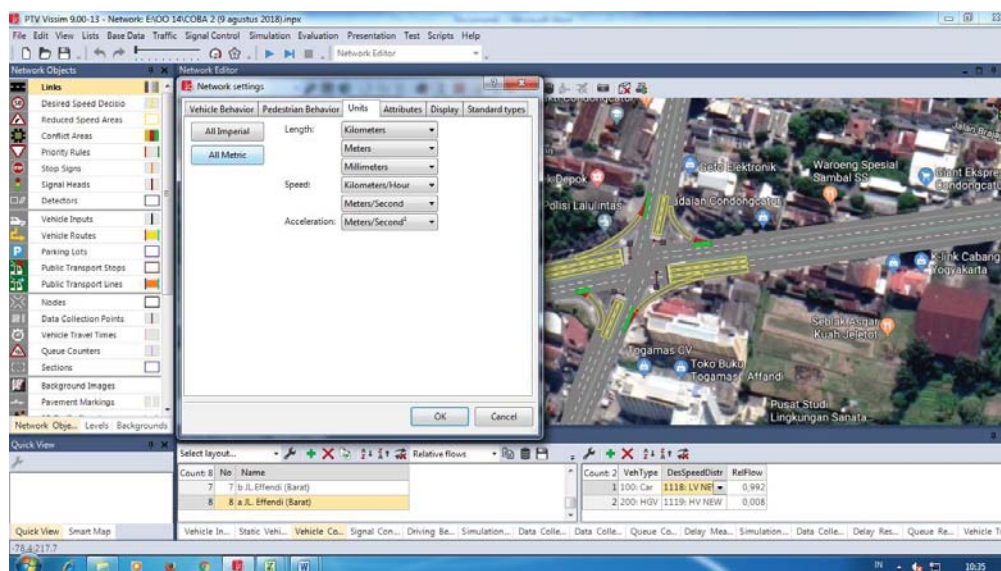 PTV Vissim 9.00-13 - Network: E:\OO 14\COBA 2 (9 agustus 2018).inpx
File Edit View Lists Base Data Traffic Signal Control Simulation Evaluation Presentation Test Scripts Help
Network Editor
Network Objects
Network Editor
Links
Desired Speed Decisio
Reduced Speed Areas
Conflict Areas
Priority Rules
Stop Signs
Signal Heads
Detectors
Vehicle Inputs
Vehicle Routes
Parking Lots
Public Transport Stops
Public Transport Lines
Nodes
Data Collection Points
Vehicle Travel Times
Queue Counters
Sections
Background Images
Pavement Markings
Network Obje... Levels Backgrounds
Network settings
Vehicle Behavior Pedestrian Behavior Units Attributes Display Standard types
All Imperial Length: Kilometers
All Metric Meters
Millimeters
Speed: Kilometers/Hour
Meters/Second
Acceleration: Meters/Second²
OK Cancel
Jalan Braja
Seto Elektronik
Waroeng Spesial
Sambal SS
Giant Ekspre
Condongcatu
Depok
Polisi Lalulintas
Condongcatu
K-link Cabang
Yogyakarta
Seblak Asgar
Kuah Jeletot
Togamas CV
Toko Buku
Togamas Affandi
Pusat Studi
Lingkungan Sanata
Quick View
Select layout... Relative flows
Count: 8 No Name
7 7 b JL. Effendi (Barat)
8 8 a JL. Effendi (Barat)
Count: 2 VehType DesSpeedDistr RelFlow
1 100: Car 1118: LV NE 0,992
2 200: HGV 1119: HV NEW 0,008
Quick View Smart Map
Vehicle In... Static Vehi... Vehicle Co... Signal Con... Driving Be... Simulation... Data Colle... Data Colle... Queue Co... Delay Mea... Simulation... Data Colle... Delay Res... Queue Re... Vehicle T
-78.4:217.7
IN 10:35